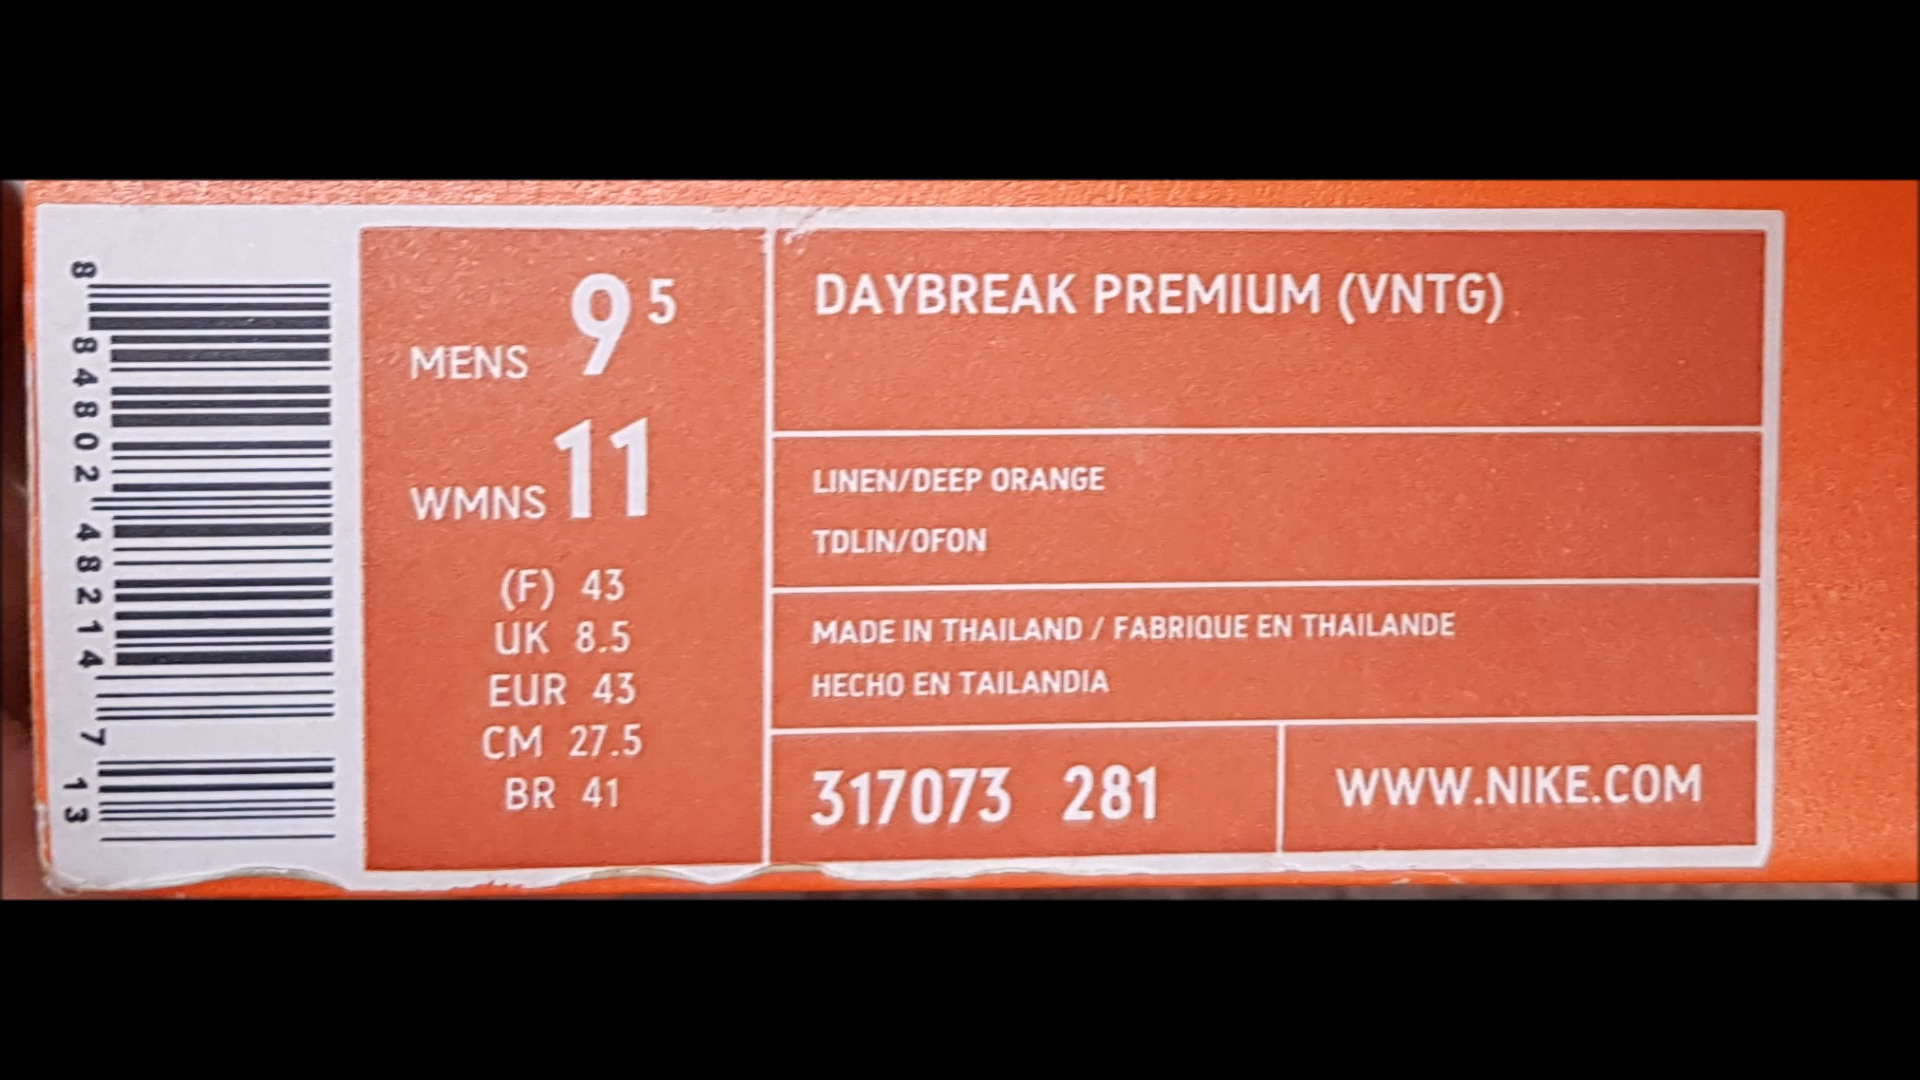 8 84802 48214 7 13
MENS 9 5
WMNS 11
(F) 43
UK 8.5
EUR 43
CM 27.5
BR 41
DAYBREAK PREMIUM (VNTG)
LINEN/DEEP ORANGE
TDLIN/OFON
MADE IN THAILAND / FABRIQUE EN THAILANDE
HECHO EN TAILANDIA
317073 281
WWW.NIKE.COM